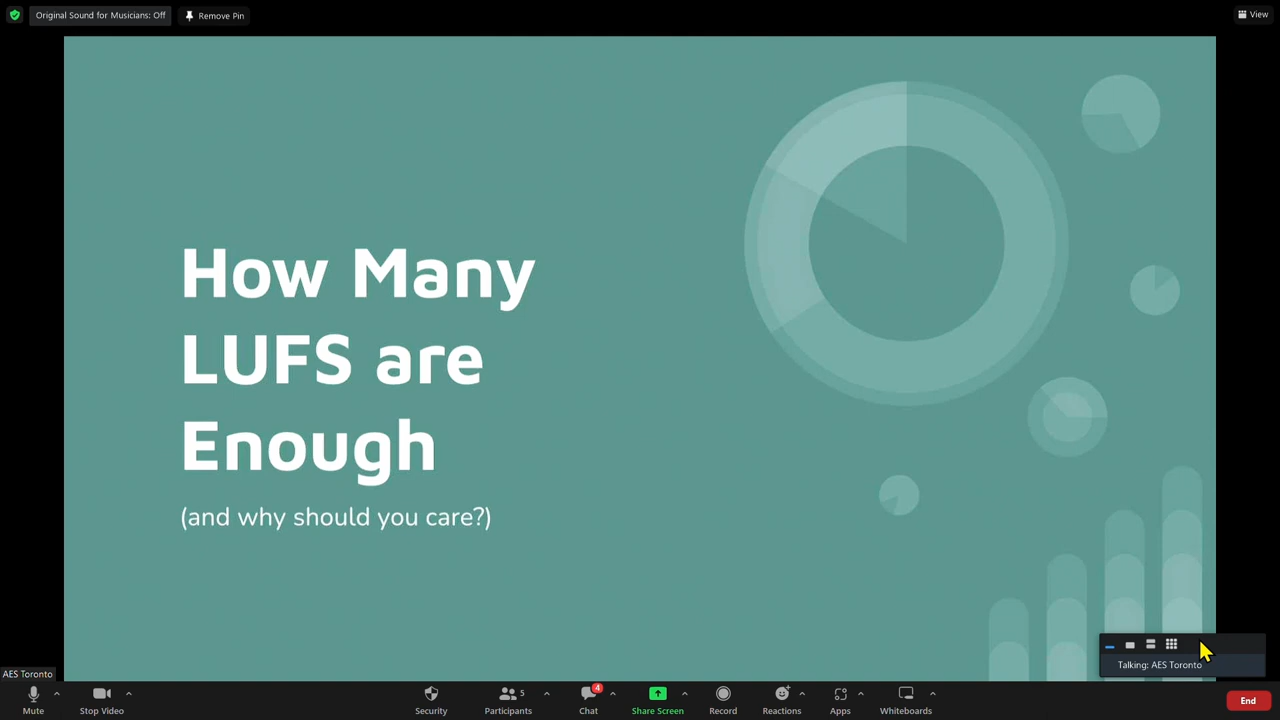 Original Sound for Musicians: Off
Remove Pin
View
How Many
LUFS are
Enough
(and why should you care?)
Talking: AES Toronto
AES Toronto
Mute
Stop Video
Security
Participants 5
Chat 4
Share Screen
Record
Reactions
Apps
Whiteboards
End